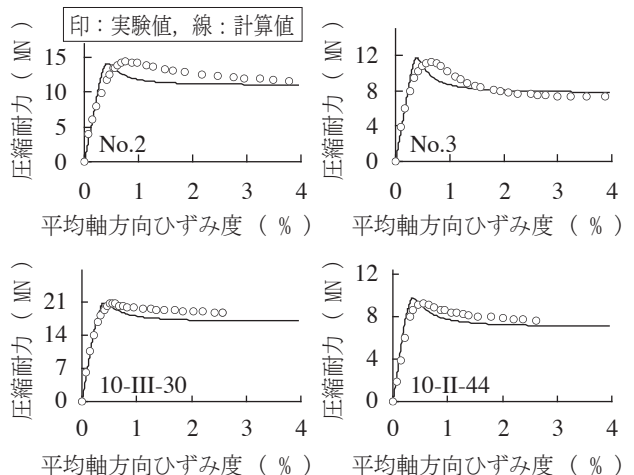 印：実験値，線：計算値
圧縮耐力（MN）
15
10
5
0
No.2
0 1 2 3 4
平均軸方向ひずみ度（%）
圧縮耐力（MN）
12
8
4
0
No.3
0 1 2 3 4
平均軸方向ひずみ度（%）
圧縮耐力（MN）
21
14
7
0
10-III-30
0 1 2 3 4
平均軸方向ひずみ度（%）
圧縮耐力（MN）
12
8
4
0
10-II-44
0 1 2 3 4
平均軸方向ひずみ度（%）